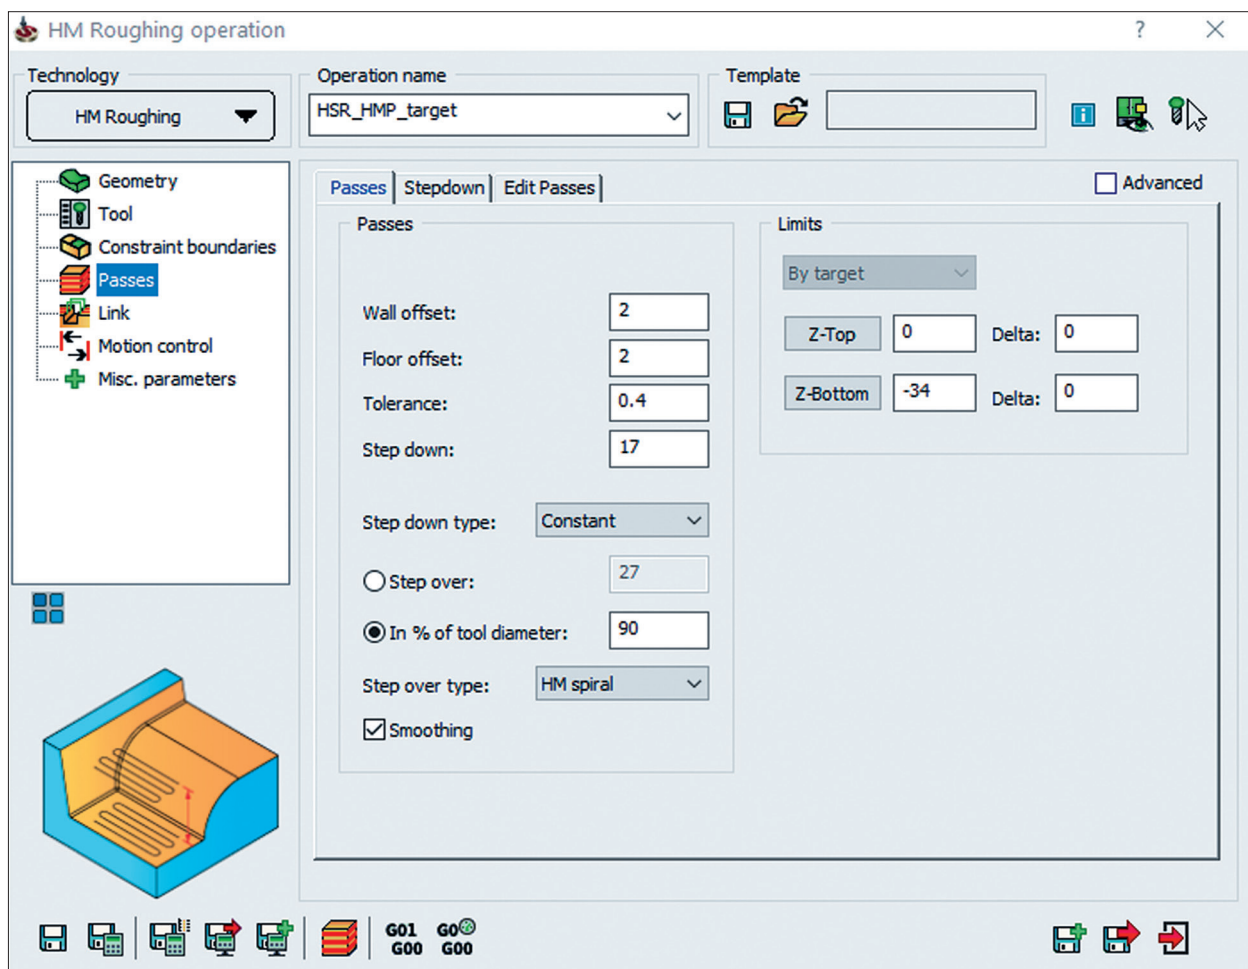 HM Roughing operation ?
Technology
HM Roughing
Operation name
HSR_HMP_target
Template
Geometry
Tool
Constraint boundaries
Passes
Link
Motion control
Misc. parameters
Passes Stepdown Edit Passes
Advanced
Passes
Wall offset: 2
Floor offset: 2
Tolerance: 0.4
Step down: 17
Step down type: Constant
Step over: 27
In % of tool diameter: 90
Step over type: HM spiral
Smoothing
Limits
By target
Z-Top 0 Delta: 0
Z-Bottom -34 Delta: 0
G01 G0
G00 G00